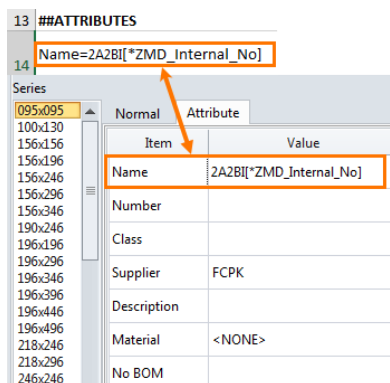 13 ##ATTRIBUTES
14 Name=2A2BI[*ZMD_Internal_No]
Series
095x095
100x130
156x156
156x196
156x246
156x296
156x346
190x246
196x196
196x296
196x346
196x396
196x446
196x496
218x246
218x296
246x246
Normal Attribute
Item Value
Name 2A2BI[*ZMD_Internal_No]
Number
Class
Supplier FCPK
Description
Material <NONE>
No BOM